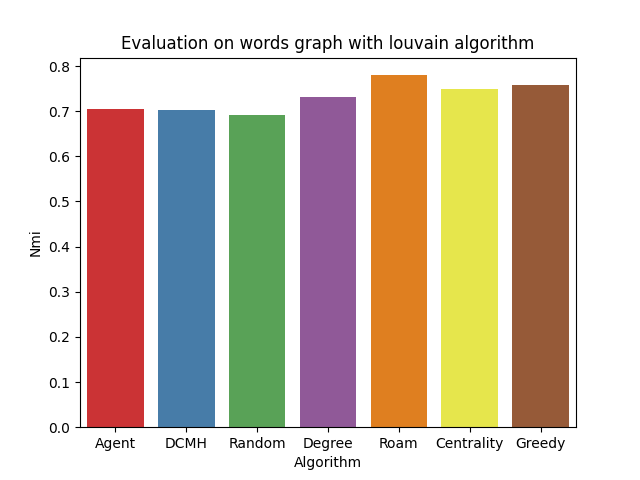 Evaluation on words graph with louvain algorithm
0.8
0.7
0.6
0.5
0.4
0.3
0.2
0.1
0.0
Nmi
Agent DCMH Random Degree Roam Centrality Greedy
Algorithm